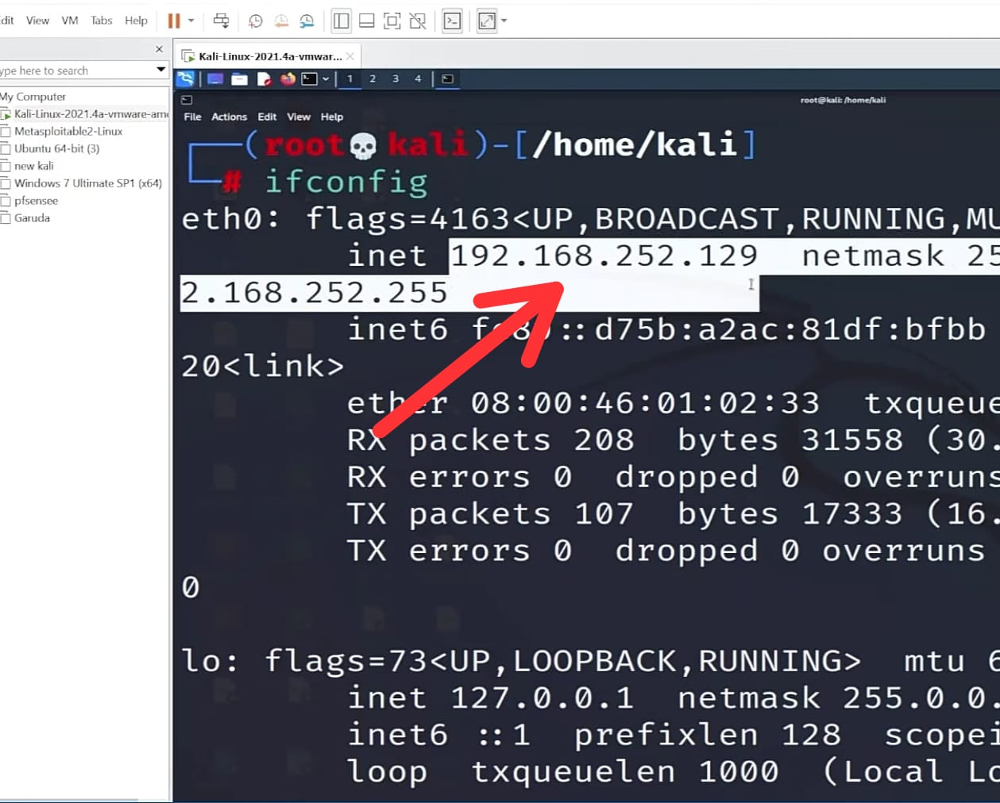 dit View VM Tabs Help
ype here to search
My Computer
Kali-Linux-2021.4a-vmware-am
Metasploitable2-Linux
Ubuntu 64-bit (3)
new kali
Windows 7 Ultimate SP1 (x64)
pfsensee
Garuda
Kali-Linux-2021.4a-vmwar...
1 2 3 4
root@kali: /home/kali
File Actions Edit View Help
(root💀kali)-[/home/kali]
# ifconfig
eth0: flags=4163<UP,BROADCAST,RUNNING,MU
inet 192.168.252.129 netmask 25
2.168.252.255
inet6 fe80::d75b:a2ac:81df:bfbb
20<link>
ether 08:00:46:01:02:33 txqueue
RX packets 208 bytes 31558 (30.
RX errors 0 dropped 0 overruns
TX packets 107 bytes 17333 (16.
TX errors 0 dropped 0 overruns
0
lo: flags=73<UP,LOOPBACK,RUNNING> mtu 6
inet 127.0.0.1 netmask 255.0.0.
inet6 ::1 prefixlen 128 scopei
loop txqueuelen 1000 (Local Lo